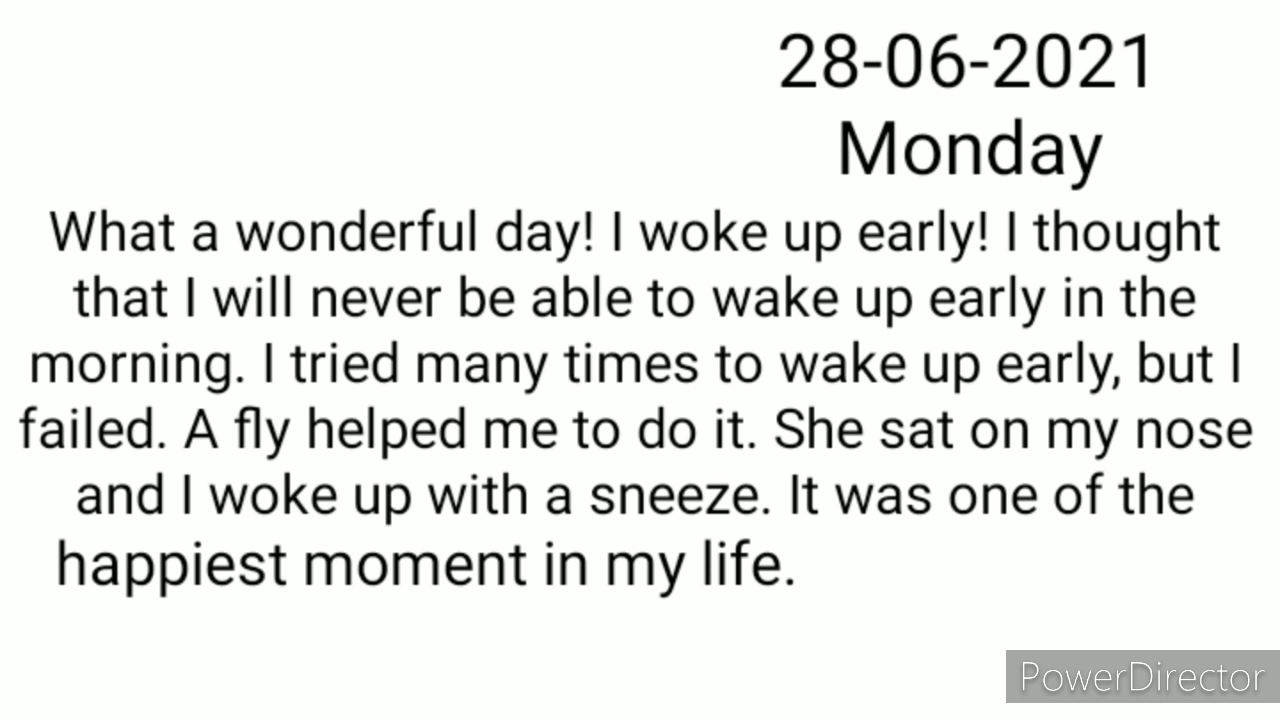 28-06-2021
Monday
What a wonderful day! I woke up early! I thought
that I will never be able to wake up early in the
morning. I tried many times to wake up early, but I
failed. A fly helped me to do it. She sat on my nose
and I woke up with a sneeze. It was one of the
happiest moment in my life.
PowerDirector